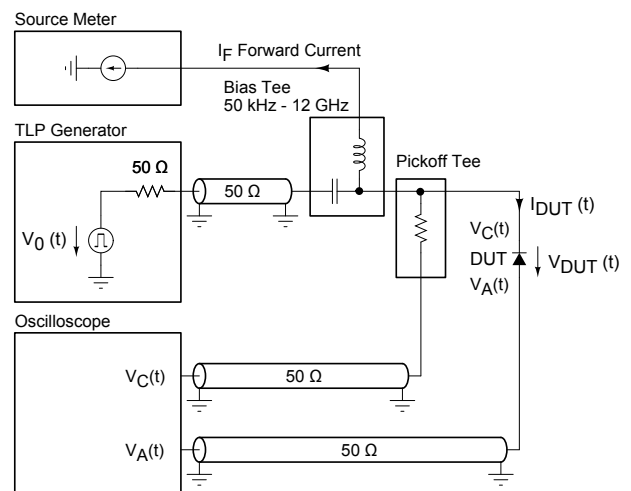 Source Meter
I_F Forward Current
Bias Tee
50 kHz - 12 GHz
TLP Generator
50 Ω
50 Ω
Pickoff Tee
V_0 (t)
I_DUT (t)
V_C(t)
DUT
V_DUT (t)
V_A(t)
Oscilloscope
V_C(t)
50 Ω
V_A(t)
50 Ω